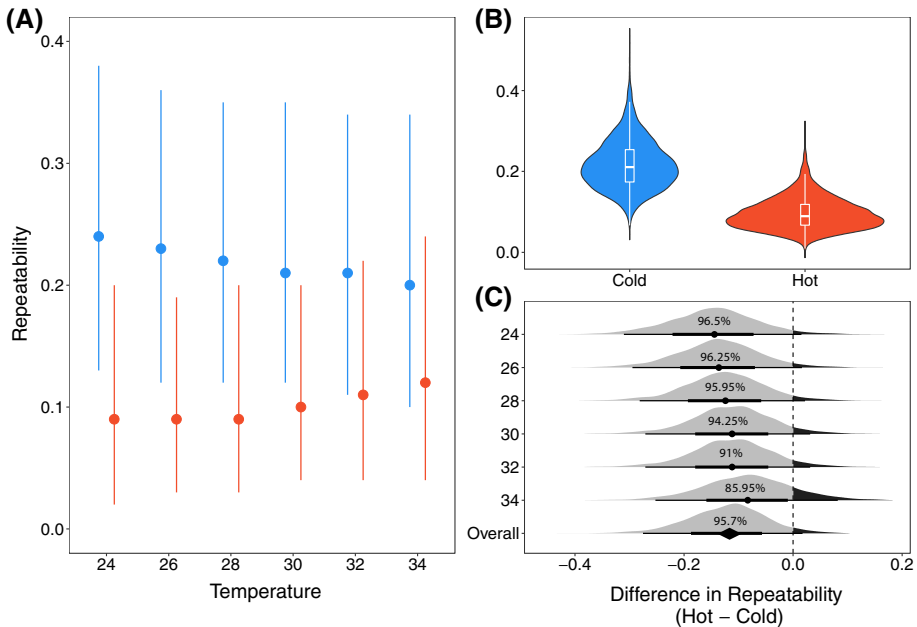 (A)
0.4
0.3
0.2
0.1
0.0
Repeatability
24 26 28 30 32 34
Temperature
(B)
0.4
0.2
0.0
Cold Hot
(C)
24
96.5%
26
96.25%
28
95.95%
30
94.25%
32
91%
34
85.95%
Overall
95.7%
−0.4 −0.2 0.0 0.2
Difference in Repeatability
(Hot − Cold)